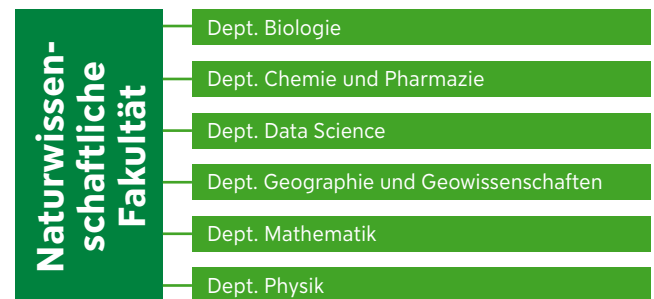 Naturwissen-
schaftliche
Fakultät
Dept. Biologie
Dept. Chemie und Pharmazie
Dept. Data Science
Dept. Geographie und Geowissenschaften
Dept. Mathematik
Dept. Physik